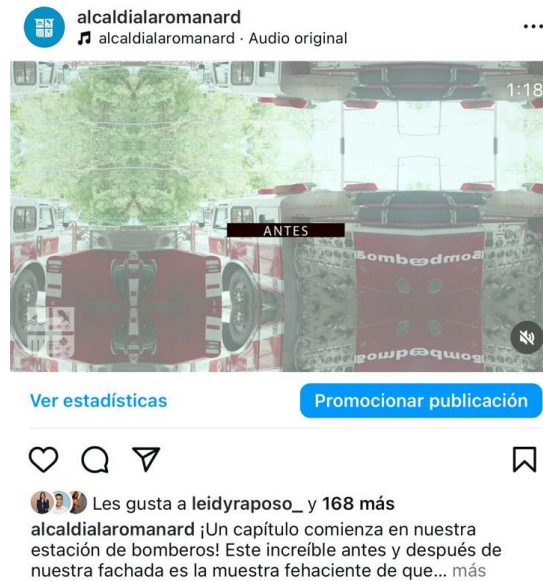 alcaldialaromanard
alcaldialaromanard · Audio original
1:18
ANTES
Ver estadísticas
Promocionar publicación
Les gusta a leidyraposo_ y 168 más
alcaldialaromanard ¡Un capítulo comienza en nuestra
estación de bomberos! Este increíble antes y después de
nuestra fachada es la muestra fehaciente de que... más